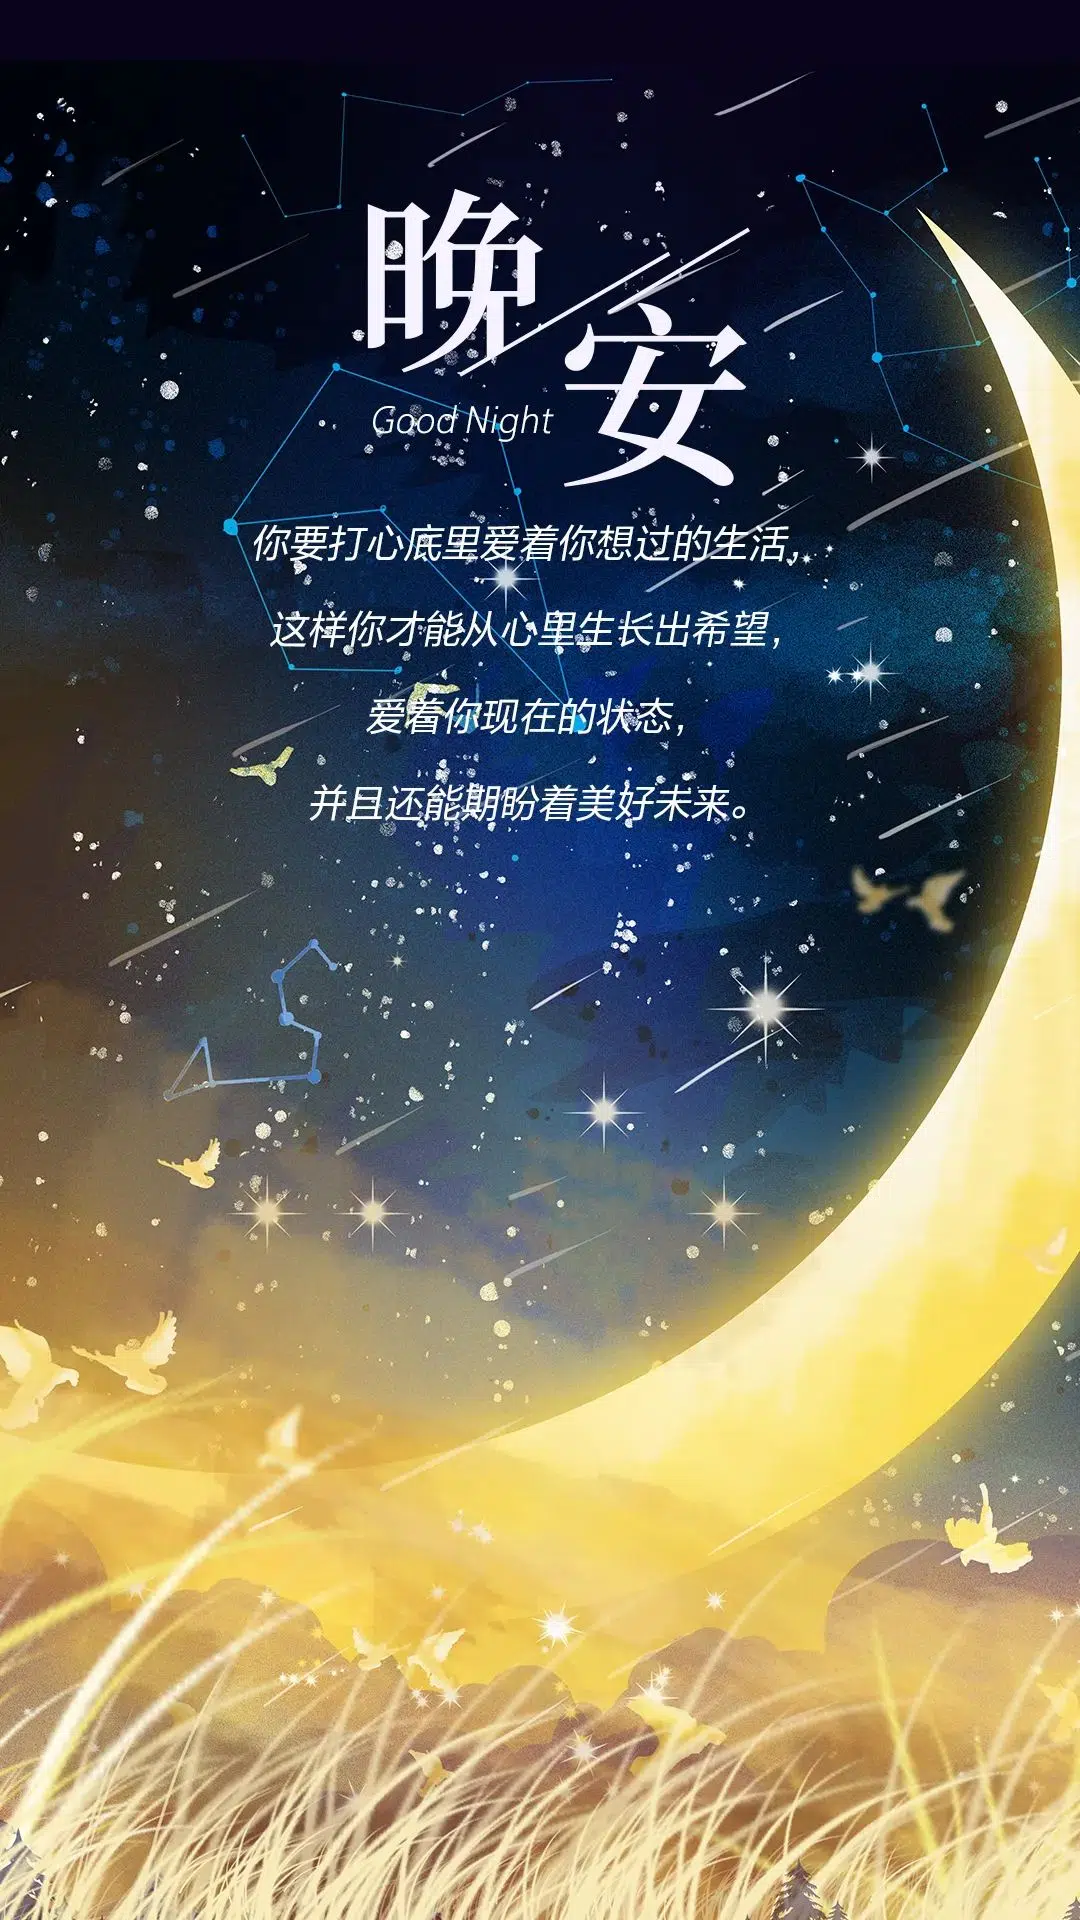 晚安
Good Night
你要打心底里爱着你想过的生活，
这样你才能从心里生长出希望，
爱着你现在的状态，
并且还能期盼着美好未来。